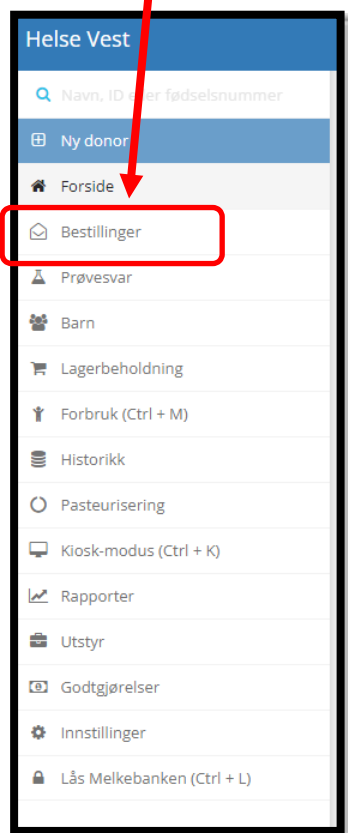 Helse Vest
Navn, ID eller fødselsnummer
Ny donor
Forside
Bestillinger
Prøvesvar
Barn
Lagerbeholdning
Forbruk (Ctrl + M)
Historikk
Pasteurisering
Kiosk-modus (Ctrl + K)
Rapporter
Utstyr
Godtgjørelser
Innstillinger
Lås Melkebanken (Ctrl + L)